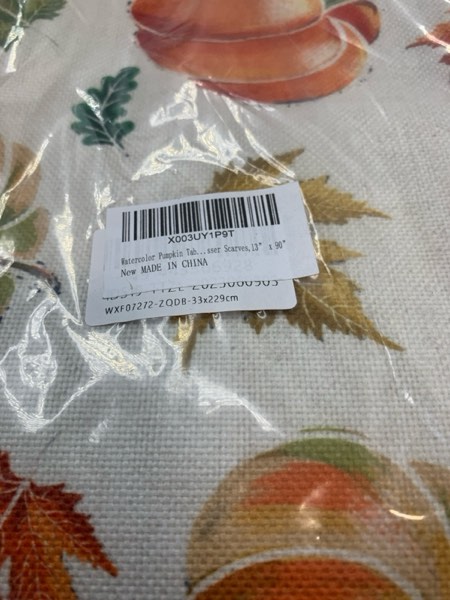 X003UY1P9T
Watercolor Pumpkin Tab...sser Scarves,13" x 90"
New MADE IN CHINA
WXF07272-ZQDB-33x229cm